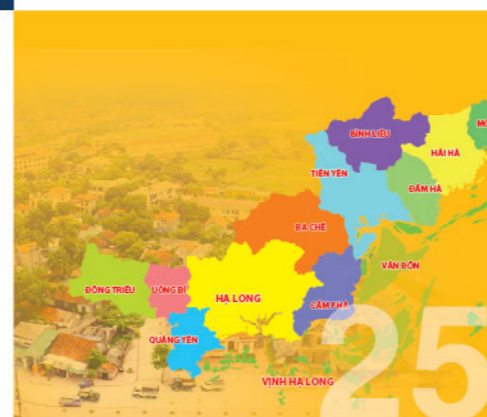 BÌNH LIÊU
HẢI HÀ
TIÊN YÊN
ĐẦM HÀ
BA CHẼ
VÂN ĐỒN
ĐÔNG TRIỀU
UÔNG BÍ
HẠ LONG
CẨM PHẢ
QUẢNG YÊN
VỊNH HẠ LONG
25